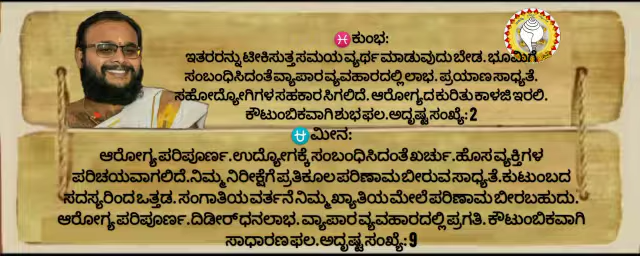 ♓ಕುಂಭ:
ಇತರರನ್ನು ಟೀಕಿಸುತ್ತ ಸಮಯ ವ್ಯರ್ಥ ಮಾಡುವುದು ಬೇಡ. ಭೂಮಿಗೆ
ಸಂಬಂಧಿಸಿದಂತೆ ವ್ಯಾಪಾರ ವ್ಯವಹಾರದಲ್ಲಿ ಲಾಭ. ಪ್ರಯಾಣ ಸಾಧ್ಯತೆ.
ಸಹೋದ್ಯೋಗಿಗಳ ಸಹಕಾರ ಸಿಗಲಿದೆ. ಆರೋಗ್ಯದ ಕುರಿತು ಕಾಳಜಿ ಇರಲಿ.
ಕೌಟುಂಬಿಕವಾಗಿ ಶುಭ ಫಲ. ಅದೃಷ್ಟ ಸಂಖ್ಯೆ: 2
⛎ಮೀನ:
ಆರೋಗ್ಯ ಪರಿಪೂರ್ಣ. ಉದ್ಯೋಗಕ್ಕೆ ಸಂಬಂಧಿಸಿದಂತೆ ಖರ್ಚು. ಹೊಸ ವ್ಯಕ್ತಿಗಳ
ಪರಿಚಯವಾಗಲಿದೆ. ನಿಮ್ಮ ನಿರೀಕ್ಷೆಗೆ ಪ್ರತಿಕೂಲ ಪರಿಣಾಮ ಬೀರುವ ಸಾಧ್ಯತೆ. ಕುಟುಂಬದ
ಸದಸ್ಯರಿಂದ ಒತ್ತಡ. ಸಂಗಾತಿಯ ವರ್ತನೆ ನಿಮ್ಮ ಖ್ಯಾತಿಯ ಮೇಲೆ ಪರಿಣಾಮ ಬೀರಬಹುದು.
ಆರೋಗ್ಯ ಪರಿಪೂರ್ಣ. ದಿಡೀರ್ ಧನಲಾಭ. ವ್ಯಾಪಾರ ವ್ಯವಹಾರದಲ್ಲಿ ಪ್ರಗತಿ. ಕೌಟುಂಬಿಕವಾಗಿ
ಸಾಧಾರಣ ಫಲ. ಅದೃಷ್ಟ ಸಂಖ್ಯೆ: 9